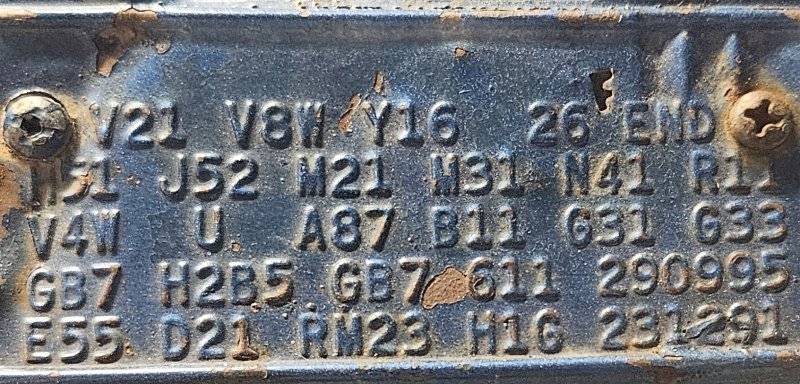 V21 V8W Y16 26 END
H51 J52 M21 M31 N41 R11
V4W U A87 B11 G31 G33
GB7 H2B5 GB7 611 290995
E55 D21 RM23 H1G 231291